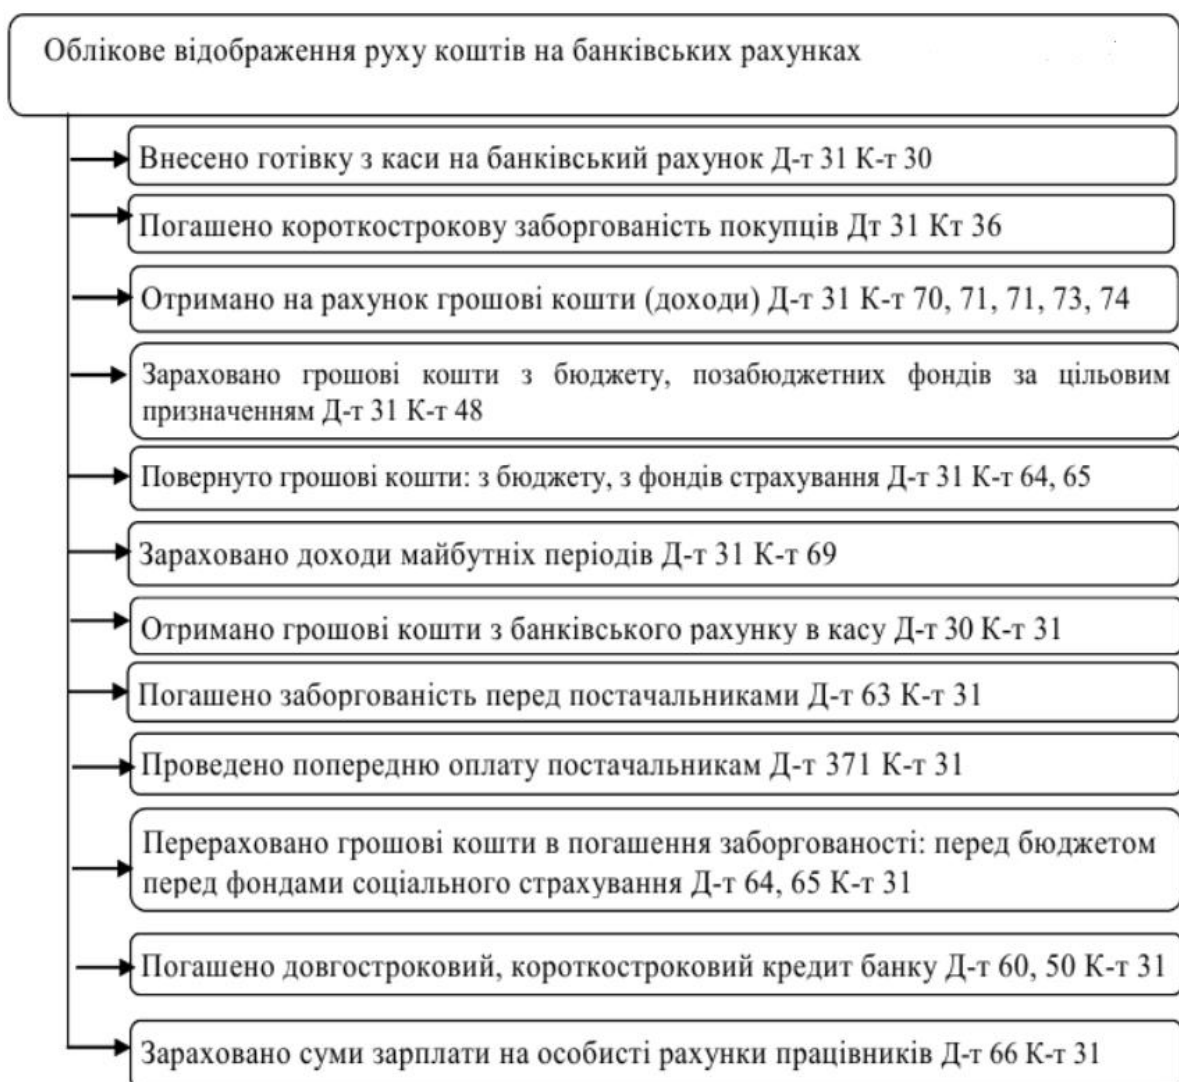 Облікове відображення руху коштів на банківських рахунках
Внесено готівку з каси на банківський рахунок Д-т 31 К-т 30
Погашено короткострокову заборгованість покупців Дт 31 Кт 36
Отримано на рахунок грошові кошти (доходи) Д-т 31 К-т 70, 71, 71, 73, 74
Зараховано грошові кошти з бюджету, позабюджетних фондів за цільовим
призначенням Д-т 31 К-т 48
Повернуто грошові кошти: з бюджету, з фондів страхування Д-т 31 К-т 64, 65
Зараховано доходи майбутніх періодів Д-т 31 К-т 69
Отримано грошові кошти з банківського рахунку в касу Д-т 30 К-т 31
Погашено заборгованість перед постачальниками Д-т 63 К-т 31
Проведено попередню оплату постачальникам Д-т 371 К-т 31
Перераховано грошові кошти в погашення заборгованості: перед бюджетом
перед фондами соціального страхування Д-т 64, 65 К-т 31
Погашено довгостроковий, короткостроковий кредит банку Д-т 60, 50 К-т 31
Зараховано суми зарплати на особисті рахунки працівників Д-т 66 К-т 31